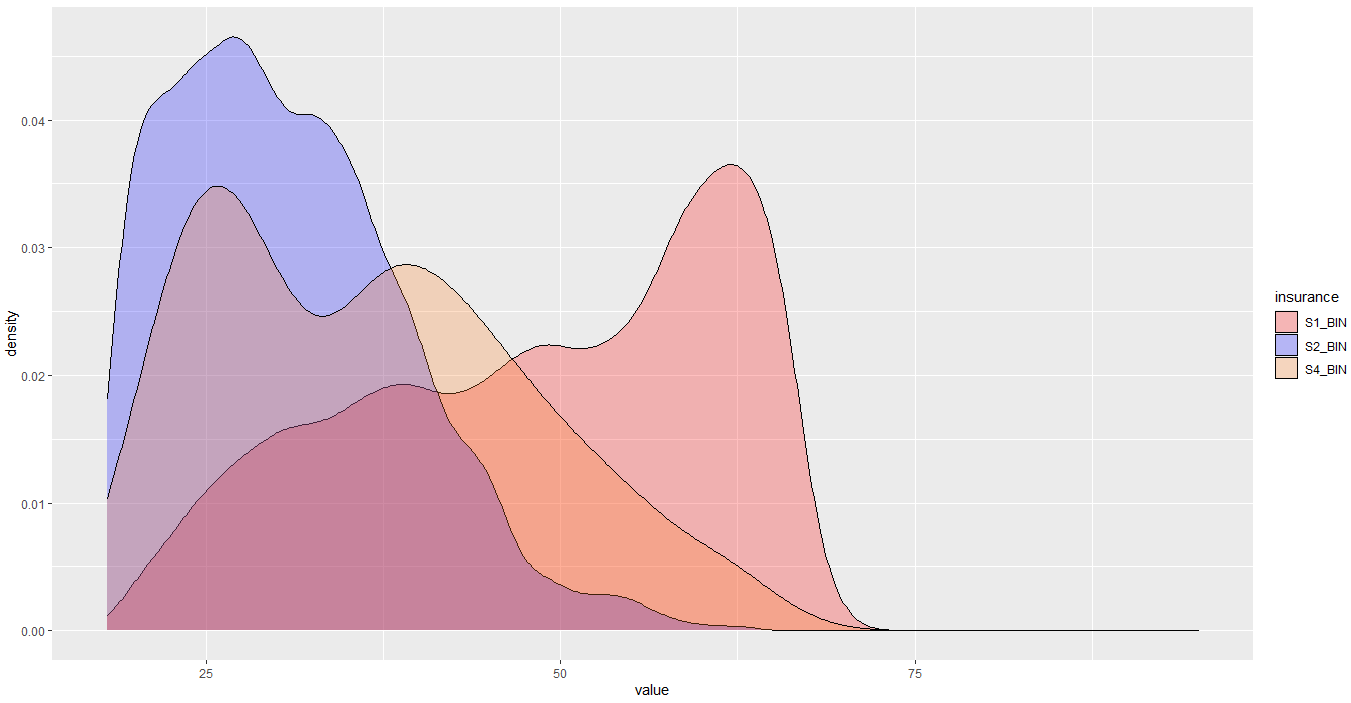 density
0.04
0.03
0.02
0.01
0.00
25
50
75
value
insurance
S1_BIN
S2_BIN
S4_BIN